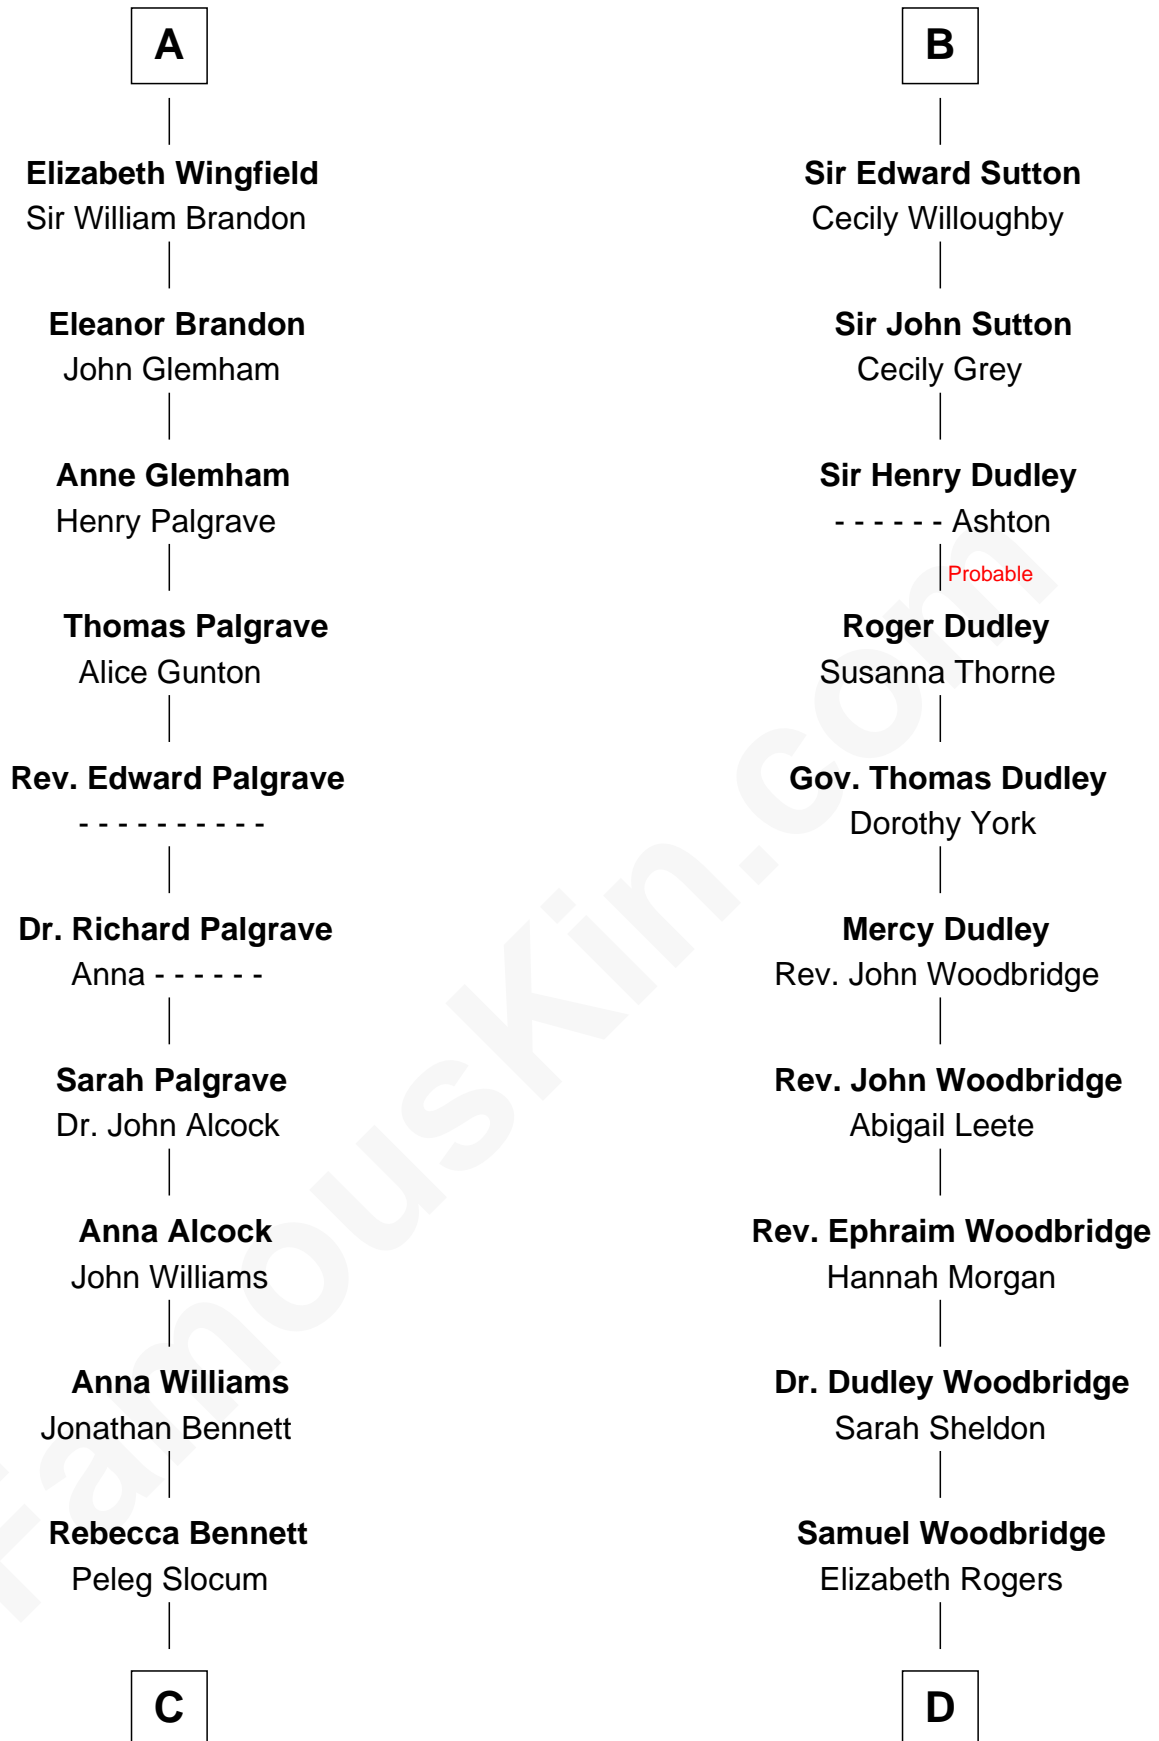 A
Elizabeth Wingfield
Sir William Brandon
Eleanor Brandon
John Glemham
Anne Glemham
Henry Palgrave
Thomas Palgrave
Alice Gunton
Rev. Edward Palgrave
- - - - - - - - - -
Dr. Richard Palgrave
Anna - - - - - -
Sarah Palgrave
Dr. John Alcock
Anna Alcock
John Williams
Anna Williams
Jonathan Bennett
Rebecca Bennett
Peleg Slocum
C
B
Sir Edward Sutton
Cecily Willoughby
Sir John Sutton
Cecily Grey
Sir Henry Dudley
- - - - - - Ashton
Probable
Roger Dudley
Susanna Thorne
Gov. Thomas Dudley
Dorothy York
Mercy Dudley
Rev. John Woodbridge
Rev. John Woodbridge
Abigail Leete
Rev. Ephraim Woodbridge
Hannah Morgan
Dr. Dudley Woodbridge
Sarah Sheldon
Samuel Woodbridge
Elizabeth Rogers
D
FamousKin.com